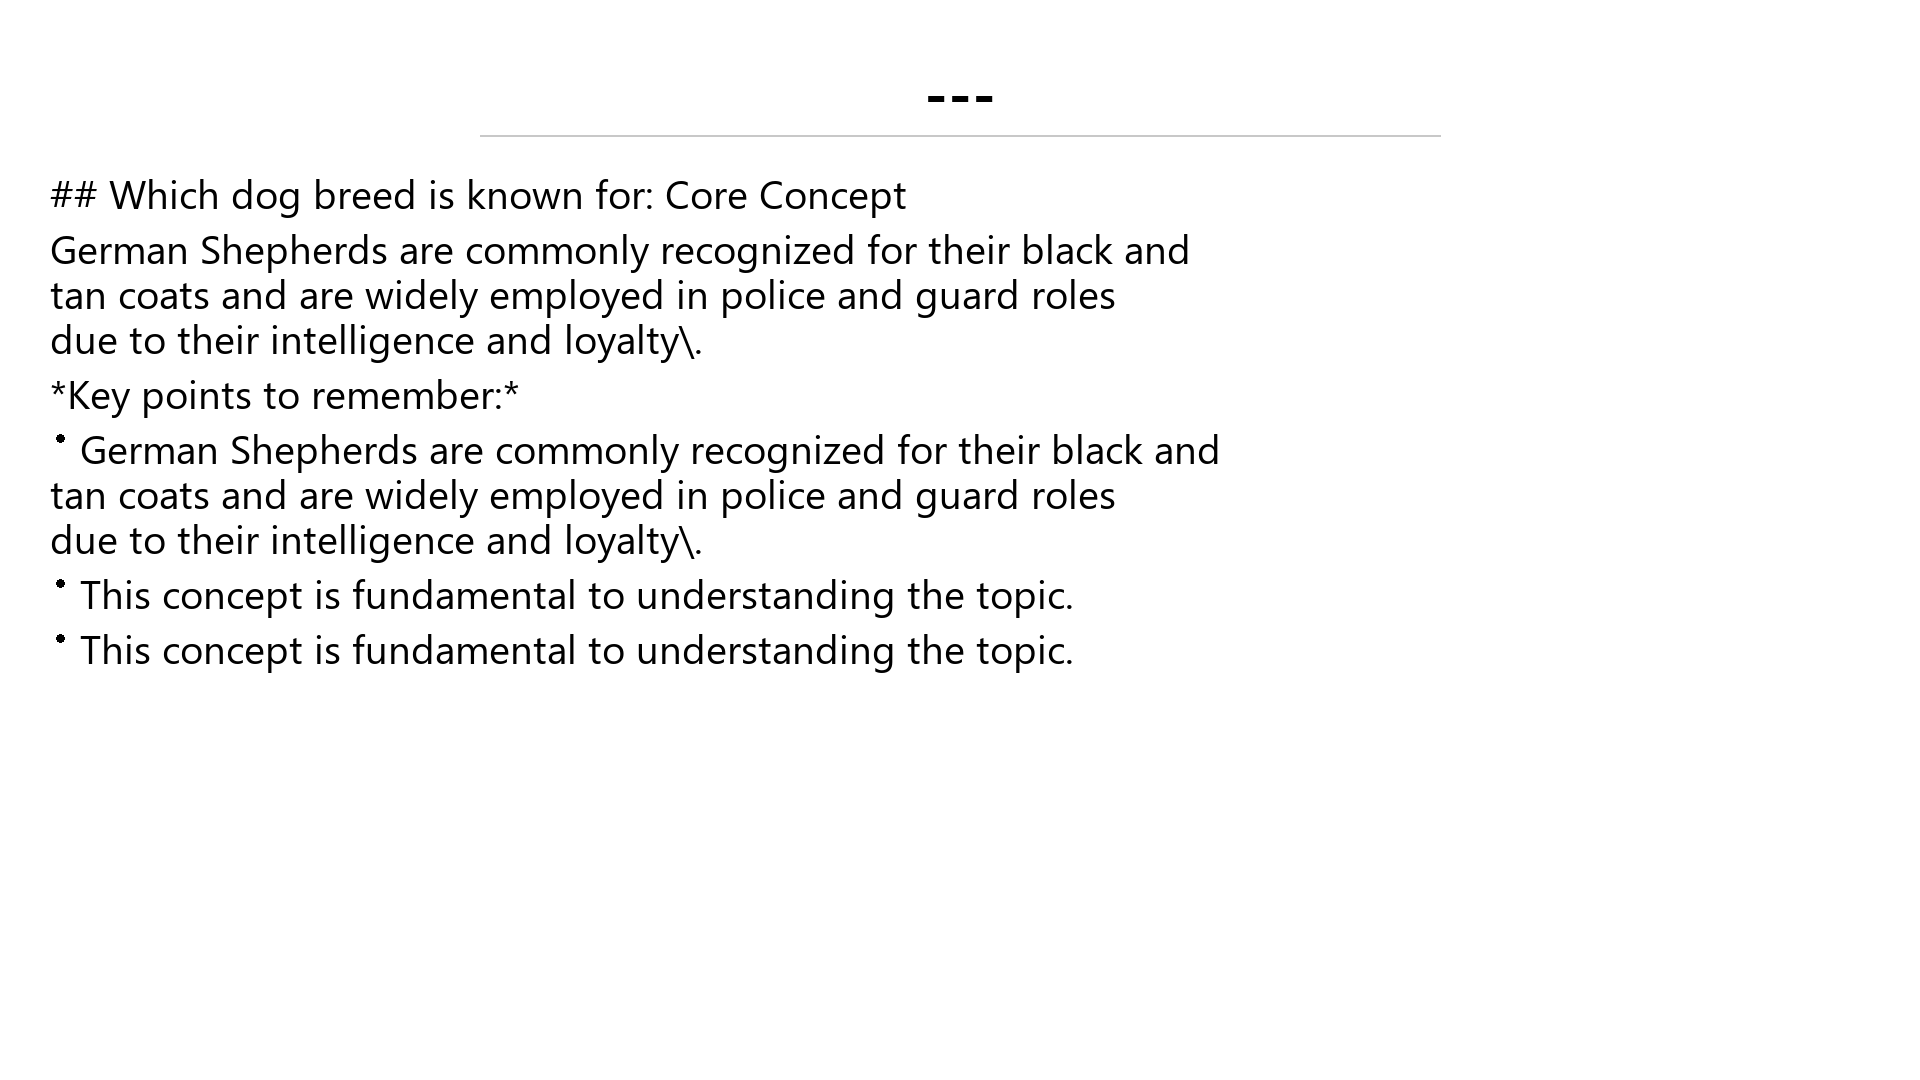 ---
## Which dog breed is known for: Core Concept
German Shepherds are commonly recognized for their black and
tan coats and are widely employed in police and guard roles
due to their intelligence and loyalty\.
*Key points to remember:*
• German Shepherds are commonly recognized for their black and
tan coats and are widely employed in police and guard roles
due to their intelligence and loyalty\.
• This concept is fundamental to understanding the topic.
• This concept is fundamental to understanding the topic.